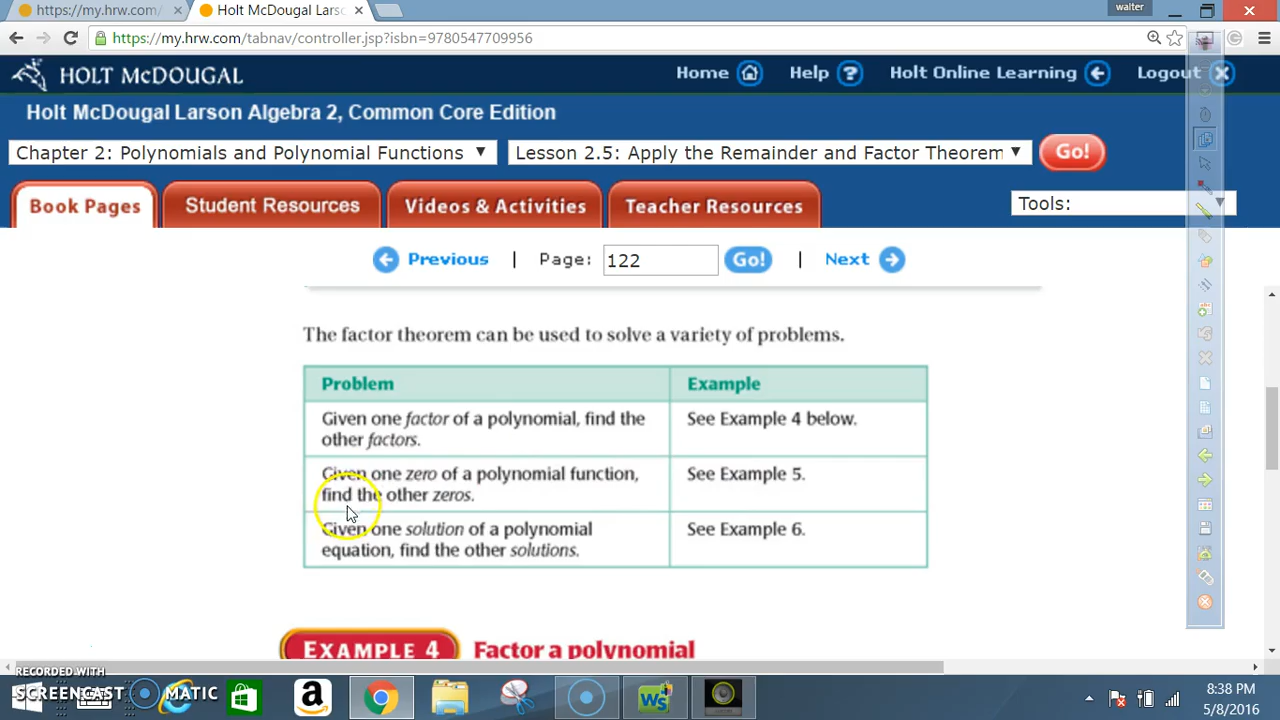 https://my.hrw.com/
Holt McDougal Lars
walter
https://my.hrw.com/tabnav/controller.jsp?isbn=9780547709956
HOLT McDOUGAL
Home
Help ?
Holt Online Learning
Logout
Holt McDougal Larson Algebra 2, Common Core Edition
Chapter 2: Polynomials and Polynomial Functions
Lesson 2.5: Apply the Remainder and Factor Theorem
Go!
Book Pages
Student Resources
Videos & Activities
Teacher Resources
Tools:
Previous | Page: 122 Go! | Next
The factor theorem can be used to solve a variety of problems.
Problem
Example
Given one factor of a polynomial, find the
other factors.
See Example 4 below.
Given one zero of a polynomial function,
find the other zeros.
See Example 5.
Given one solution of a polynomial
equation, find the other solutions.
See Example 6.
EXAMPLE 4 Factor a polynomial
RECORDED WITH
SCREENCAST MATIC
8:38 PM
5/8/2016